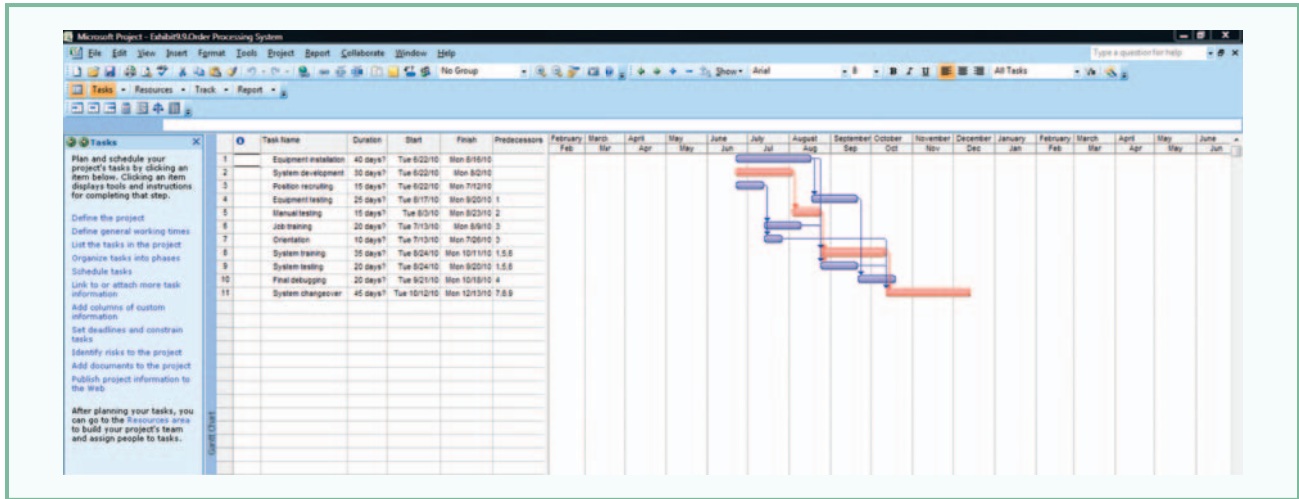 Microsoft Project - Exhibit9.9.Order Processing System
File Edit View Insert Format Tools Project Report Collaborate Window Help
Type a question for help
No Group Show Arial 8 B I U All Tasks
Tasks Resources Track Report
Tasks
Plan and schedule your
project's tasks by clicking an
item below. Clicking an item
displays tools and instructions
for completing that step.
Define the project
Define general working times
List the tasks in the project
Organize tasks into phases
Schedule tasks
Link to or attach more task
information
Add columns of custom
information
Set deadlines and constrain
tasks
Identify risks to the project
Add documents to the project
Publish project information to
the Web
After planning your tasks, you
can go to the Resources area
to build your project's team
and assign people to tasks.
Gantt Chart
Task Name Duration Start Finish Predecessors
February March April May June July August September October November December January February March April May June
Feb Mar Apr May Jun Jul Aug Sep Oct Nov Dec Jan Feb Mar Apr May Jun
1 Equipment installation 40 days? Tue 6/22/10 Mon 8/16/10
2 System development 30 days? Tue 6/22/10 Mon 8/2/10
3 Position recruiting 15 days? Tue 6/22/10 Mon 7/12/10
4 Equipment testing 25 days? Tue 8/17/10 Mon 9/20/10 1
5 Manual testing 15 days? Tue 8/3/10 Mon 8/23/10 2
6 Job training 20 days? Tue 7/13/10 Mon 8/9/10 3
7 Orientation 10 days? Tue 7/13/10 Mon 7/26/10 3
8 System training 35 days? Tue 8/24/10 Mon 10/11/10 1,5,6
9 System testing 20 days? Tue 8/24/10 Mon 9/20/10 1,5,6
10 Final debugging 20 days? Tue 9/21/10 Mon 10/18/10 4
11 System changeover 45 days? Tue 10/12/10 Mon 12/13/10 7,8,9